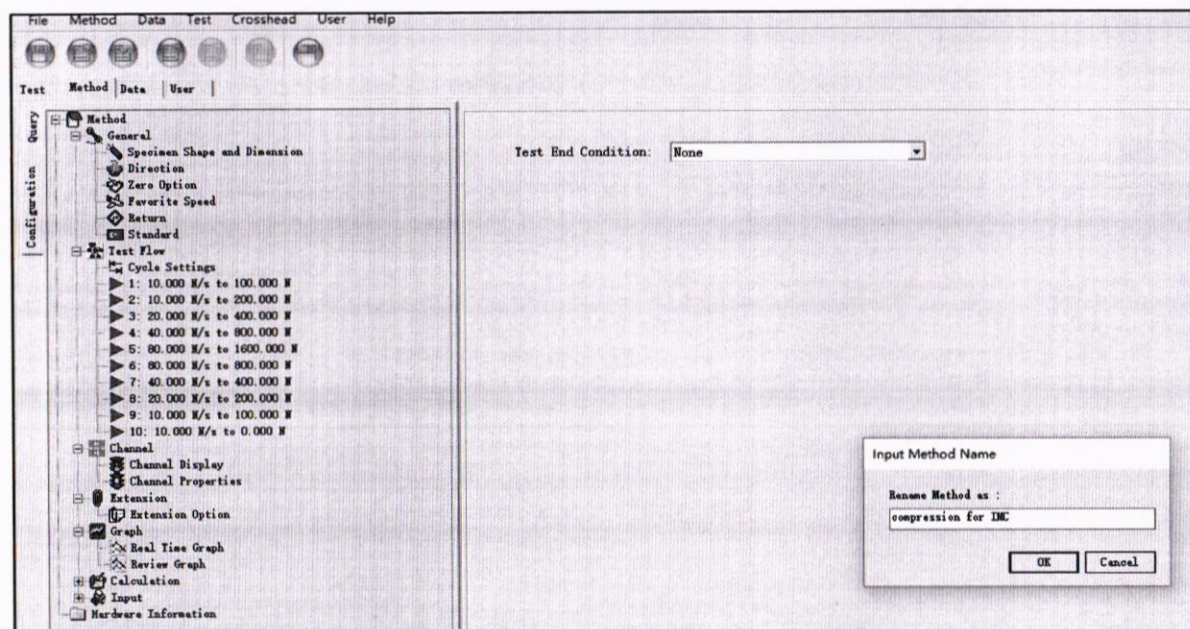 File Method Data Test Crosshead User Help
Test Method Data User
Query
Configuration
Method
General
Specimen Shape and Dimension
Direction
Zero Option
Favorite Speed
Return
Standard
Test Flow
Cycle Settings
1: 10.000 N/s to 100.000 N
2: 10.000 N/s to 200.000 N
3: 20.000 N/s to 400.000 N
4: 40.000 N/s to 800.000 N
5: 80.000 N/s to 1600.000 N
6: 80.000 N/s to 800.000 N
7: 40.000 N/s to 400.000 N
8: 20.000 N/s to 200.000 N
9: 10.000 N/s to 100.000 N
10: 10.000 N/s to 0.000 N
Channel
Channel Display
Channel Properties
Extension
Extension Option
Graph
Real Time Graph
Review Graph
Calculation
Input
Hardware Information
Test End Condition: None
Input Method Name
Rename Method as :
compression for IMC
OK Cancel